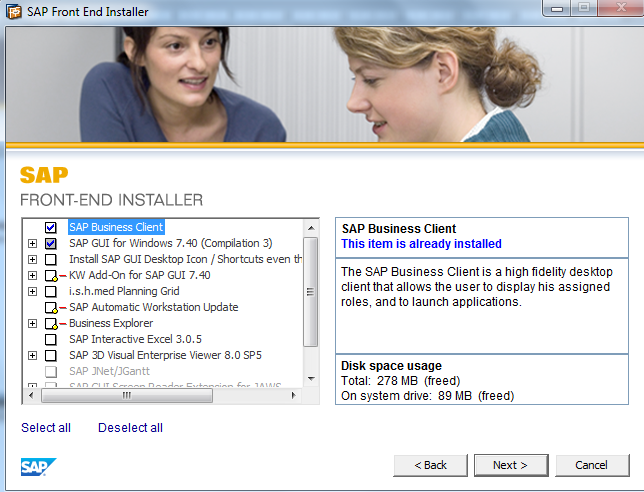 SAP Front End Installer
SAP
FRONT-END INSTALLER
SAP Business Client
SAP GUI for Windows 7.40 (Compilation 3)
Install SAP GUI Desktop Icon / Shortcuts even th
KW Add-On for SAP GUI 7.40
i.s.h.med Planning Grid
SAP Automatic Workstation Update
Business Explorer
SAP Interactive Excel 3.0.5
SAP 3D Visual Enterprise Viewer 8.0 SP5
SAP JNet/JGantt
SAP GUI Screen Reader Extension for JAWS
SAP Business Client
This item is already installed
The SAP Business Client is a high fidelity desktop
client that allows the user to display his assigned
roles, and to launch applications.
Disk space usage
Total: 278 MB (freed)
On system drive: 89 MB (freed)
Select all
Deselect all
SAP
< Back
Next >
Cancel